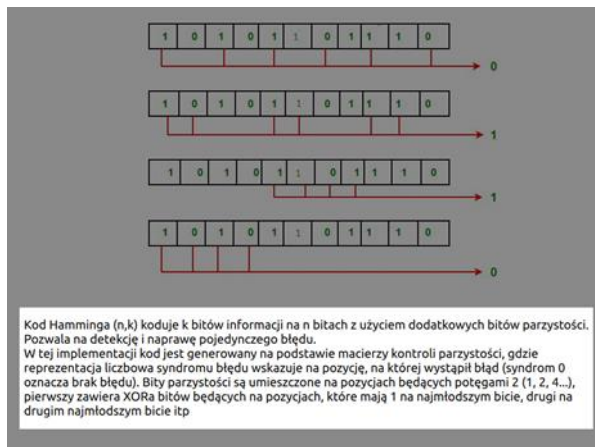 1 0 1 0 1 1 0 1 1 1 0
0
1 0 1 0 1 1 0 1 1 1 0
1
1 0 1 0 1 1 0 1 1 1 0
1
1 0 1 0 1 1 0 1 1 1 0
0
Kod Hamminga (n,k) koduje k bitów informacji na n bitach z użyciem dodatkowych bitów parzystości.
Pozwala na detekcję i naprawę pojedynczego błędu.
W tej implementacji kod jest generowany na podstawie macierzy kontroli parzystości, gdzie
reprezentacja liczbowa syndromu błędu wskazuje na pozycję, na której wystąpił błąd (syndrom 0
oznacza brak błędu). Bity parzystości są umieszczone na pozycjach będących potęgami 2 (1, 2, 4...),
pierwszy zawiera XORa bitów będących na pozycjach, które mają 1 na najmłodszym bicie, drugi na
drugim najmłodszym bicie itp